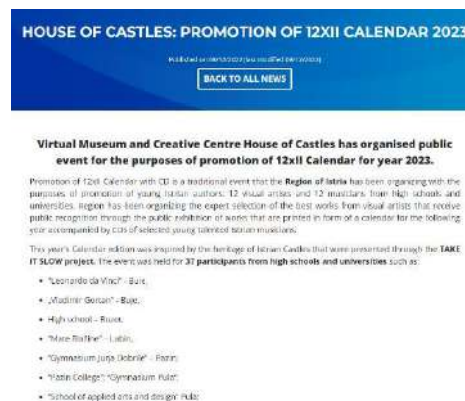 HOUSE OF CASTLES: PROMOTION OF 12XII CALENDAR 2023
BACK TO ALL NEWS
Virtual Museum and Creative Centre House of Castles has organised public
event for the purposes of promotion of 12xII Calendar for year 2023.
Promotion of 12xII Calendar with CD is a traditional event that the Region of Istria has been organizing with the
purposes of promotion of young Istrian authors: 12 visual artists and 12 musicians from high schools and
universities. Region has been organizing the expert selection of the best works from visual artists that receive
public recognition through the public exhibition of works that are printed in form of a calendar for the following
year accompanied by CDs of selected young talented Istrian musicians.
This year's Calendar edition was inspired by the heritage of Istrian Castles that were presented through the TAKE
IT SLOW project. The event was held for 37 participants from high schools and universities such as:
• "Leonardo da Vinci" - Buje,
• „Vladimir Gortan" - Buje,
• High school - Buzet,
• "Mate Blažine" - Labin,
• "Gymnasium Jurja Dobrile" - Pazin;
• "Pazin College"; "Gymnasium Pula";
• "School of applied arts and design" Pula;